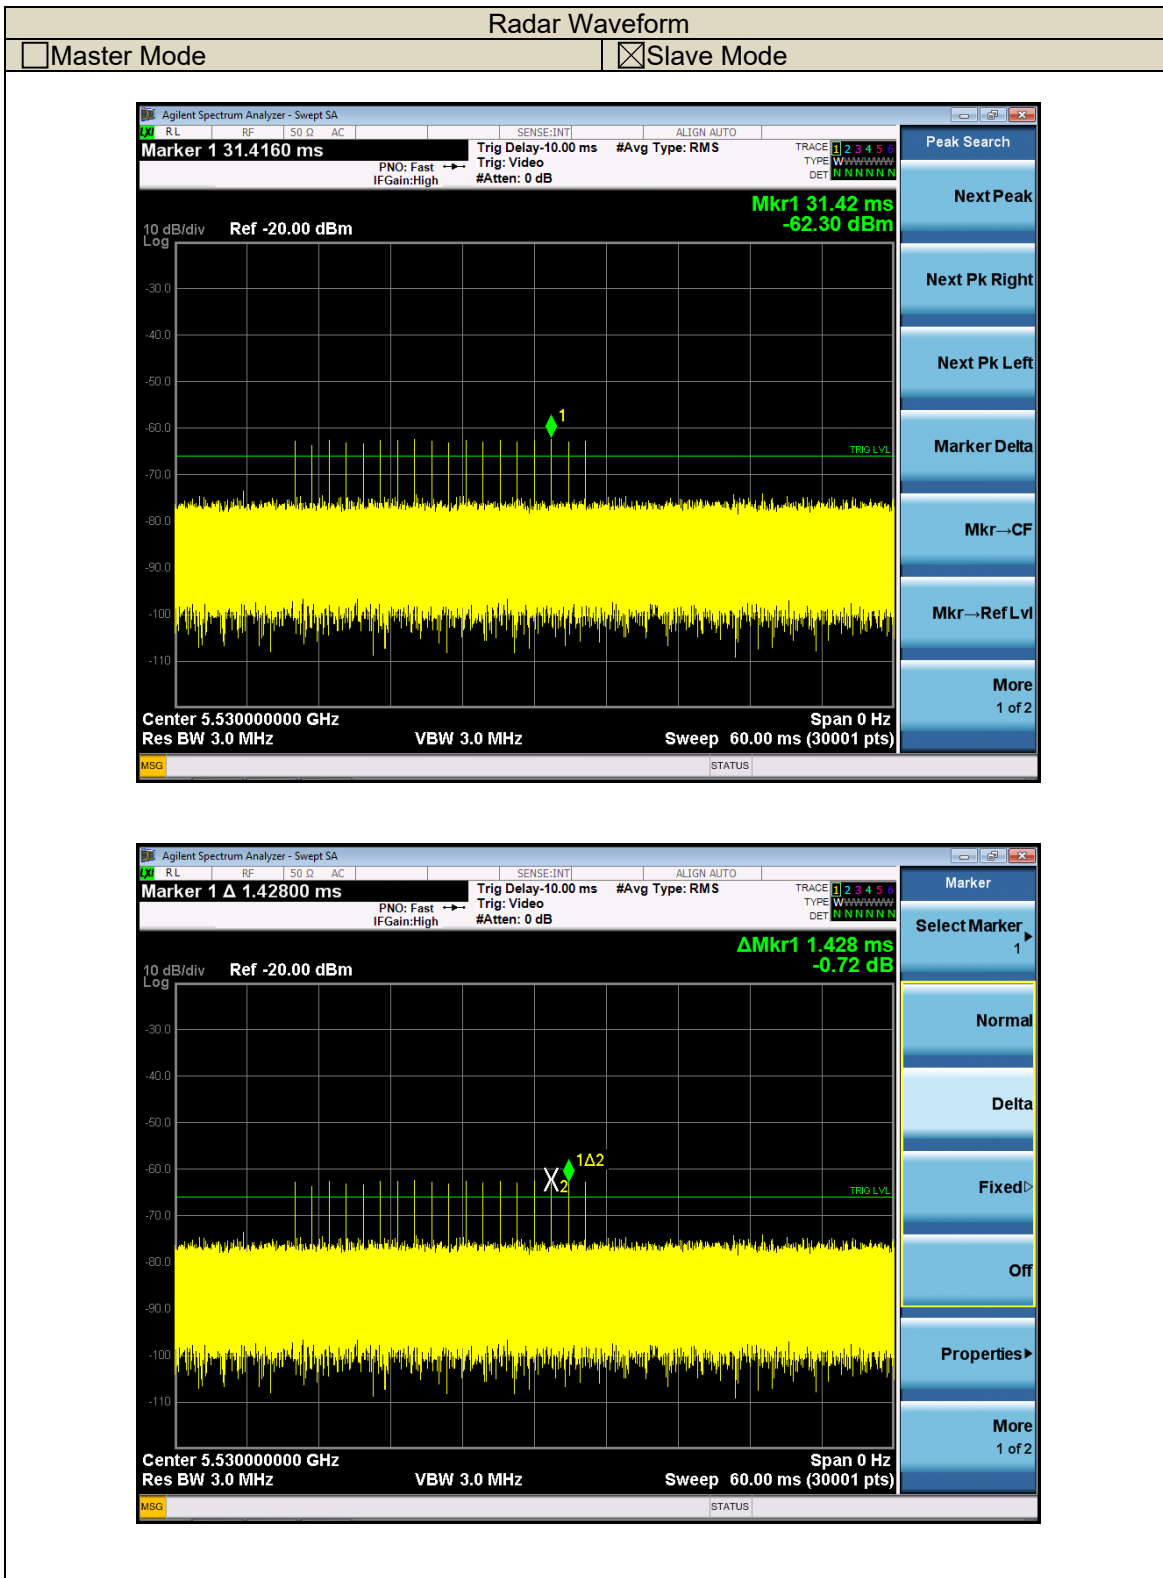 Radar Waveform
☐Master Mode ☒Slave Mode
Agilent Spectrum Analyzer - Swept SA
LXI RL RF 50 Ω AC SENSE:INT ALIGN AUTO
Marker 1 31.4160 ms
PNO: Fast
IFGain:High
Trig Delay-10.00 ms
Trig: Video
#Atten: 0 dB
#Avg Type: RMS
TRACE 1 2 3 4 5 6
TYPE WWWWWW
DET N N N N N N
Mkr1 31.42 ms
-62.30 dBm
10 dB/div Ref -20.00 dBm
Log
-30.0
-40.0
-50.0
-60.0
-70.0
-80.0
-90.0
-100
-110
1
TRIG LVL
Center 5.530000000 GHz Span 0 Hz
Res BW 3.0 MHz VBW 3.0 MHz Sweep 60.00 ms (30001 pts)
MSG STATUS
Peak Search
Next Peak
Next Pk Right
Next Pk Left
Marker Delta
Mkr→CF
Mkr→Ref Lvl
More
1 of 2
Agilent Spectrum Analyzer - Swept SA
LXI RL RF 50 Ω AC SENSE:INT ALIGN AUTO
Marker 1 Δ 1.42800 ms
PNO: Fast
IFGain:High
Trig Delay-10.00 ms
Trig: Video
#Atten: 0 dB
#Avg Type: RMS
TRACE 1 2 3 4 5 6
TYPE WWWWWW
DET N N N N N N
ΔMkr1 1.428 ms
-0.72 dB
10 dB/div Ref -20.00 dBm
Log
-30.0
-40.0
-50.0
-60.0
-70.0
-80.0
-90.0
-100
-110
1Δ2
2
TRIG LVL
Center 5.530000000 GHz Span 0 Hz
Res BW 3.0 MHz VBW 3.0 MHz Sweep 60.00 ms (30001 pts)
MSG STATUS
Marker
Select Marker
1
Normal
Delta
Fixed
Off
Properties
More
1 of 2